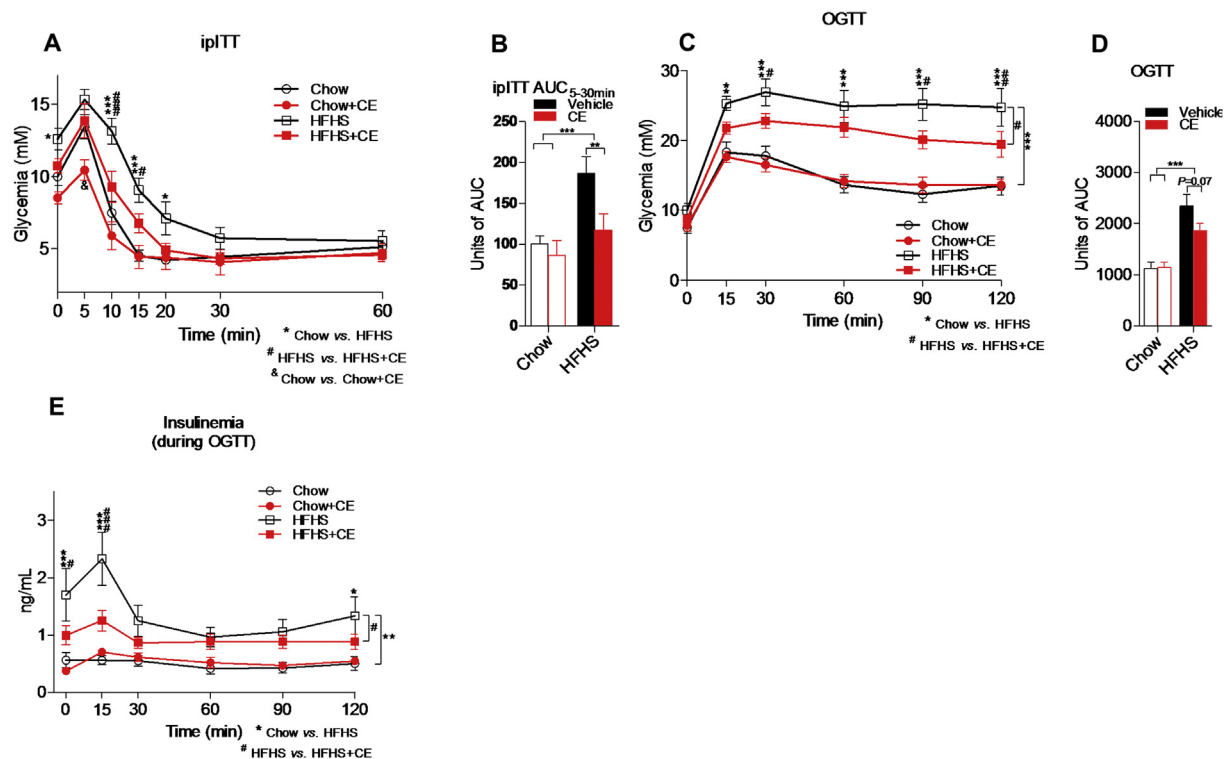 A
ipITT
Chow
Chow+CE
HFHS
HFHS+CE
Glycemia (mM)
15
10
5
*
***
###
***
#
*
&
0 5 10 15 20 30 60
Time (min)
* Chow vs. HFHS
# HFHS vs. HFHS+CE
& Chow vs. Chow+CE
B
ipITT AUC5-30min
Vehicle
CE
***
**
Units of AUC
250
200
150
100
50
0
Chow
HFHS
C
OGTT
**
***
#
***
***
#
***
##
#
***
Glycemia (mM)
30
20
10
0
Chow
Chow+CE
HFHS
HFHS+CE
0 15 30 60 90 120
Time (min)
* Chow vs. HFHS
# HFHS vs. HFHS+CE
D
OGTT
Vehicle
CE
***
P=0.07
Units of AUC
4000
3000
2000
1000
0
Chow
HFHS
E
Insulinemia
(during OGTT)
Chow
Chow+CE
HFHS
HFHS+CE
ng/mL
3
2
1
0
***
#
***
###
*
#
**
0 15 30 60 90 120
Time (min)
* Chow vs. HFHS
# HFHS vs. HFHS+CE